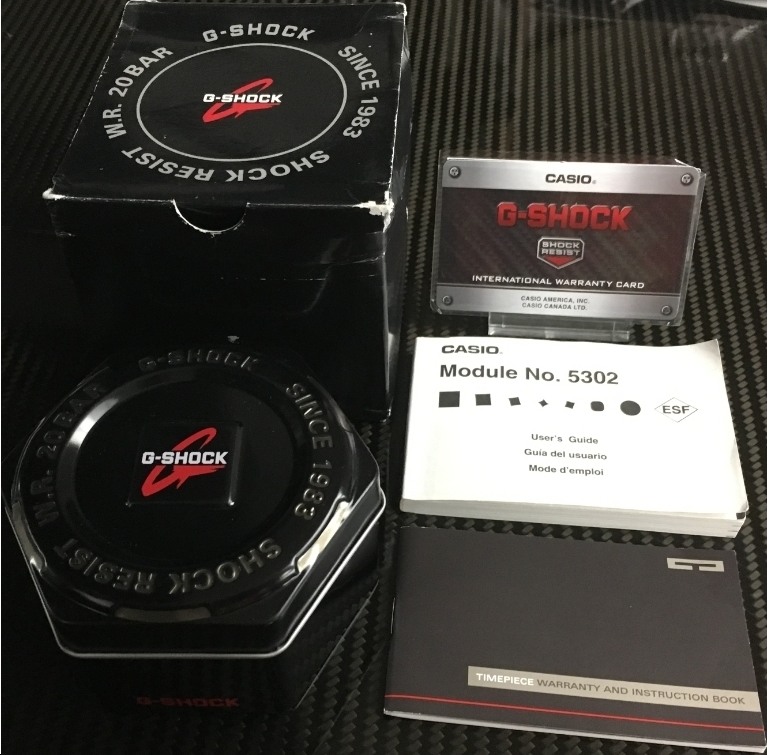 G-SHOCK
SINCE 1983
SHOCK RESIST
W.R. 20BAR
G-SHOCK
CASIO®
G-SHOCK
SHOCK
RESIST
INTERNATIONAL WARRANTY CARD
CASIO AMERICA, INC.
CASIO CANADA LTD.
G-SHOCK
SINCE 1983
SHOCK RESIST
W.R. 20BAR
G-SHOCK
G-SHOCK
CASIO®
Module No. 5302
ESF
User's Guide
Guía del usuario
Mode d'emploi
TIMEPIECE WARRANTY AND INSTRUCTION BOOK